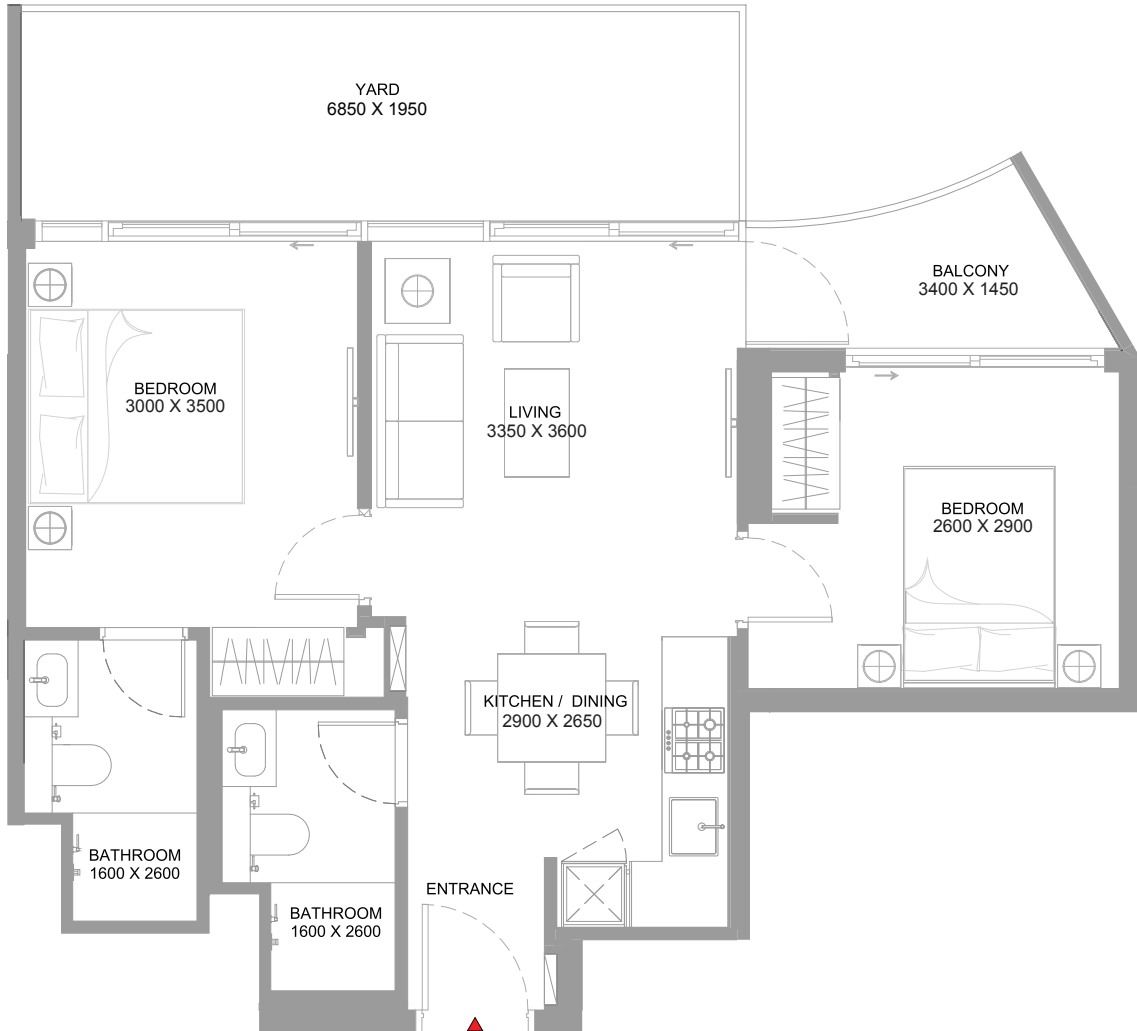 YARD
6850 X 1950
BALCONY
3400 X 1450
BEDROOM
3000 X 3500
LIVING
3350 X 3600
BEDROOM
2600 X 2900
KITCHEN / DINING
2900 X 2650
BATHROOM
1600 X 2600
ENTRANCE
BATHROOM
1600 X 2600